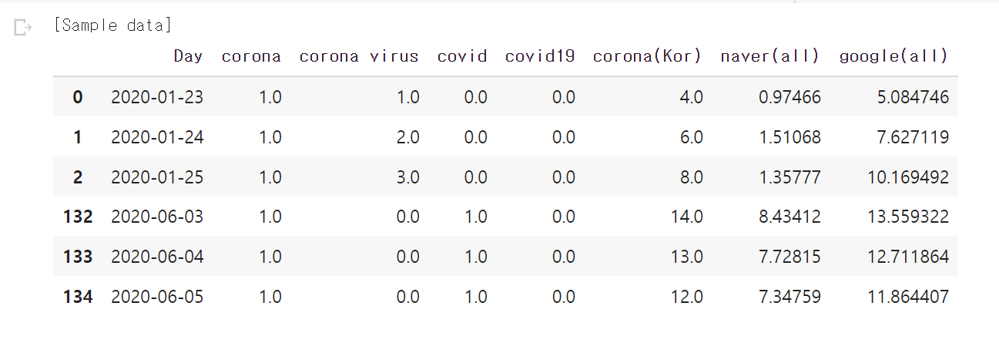 [Sample data]
Day corona corona virus covid covid19 corona(Kor) naver(all) google(all)
0 2020-01-23 1.0 1.0 0.0 0.0 4.0 0.97466 5.084746
1 2020-01-24 1.0 2.0 0.0 0.0 6.0 1.51068 7.627119
2 2020-01-25 1.0 3.0 0.0 0.0 8.0 1.35777 10.169492
132 2020-06-03 1.0 0.0 1.0 0.0 14.0 8.43412 13.559322
133 2020-06-04 1.0 0.0 1.0 0.0 13.0 7.72815 12.711864
134 2020-06-05 1.0 0.0 1.0 0.0 12.0 7.34759 11.864407